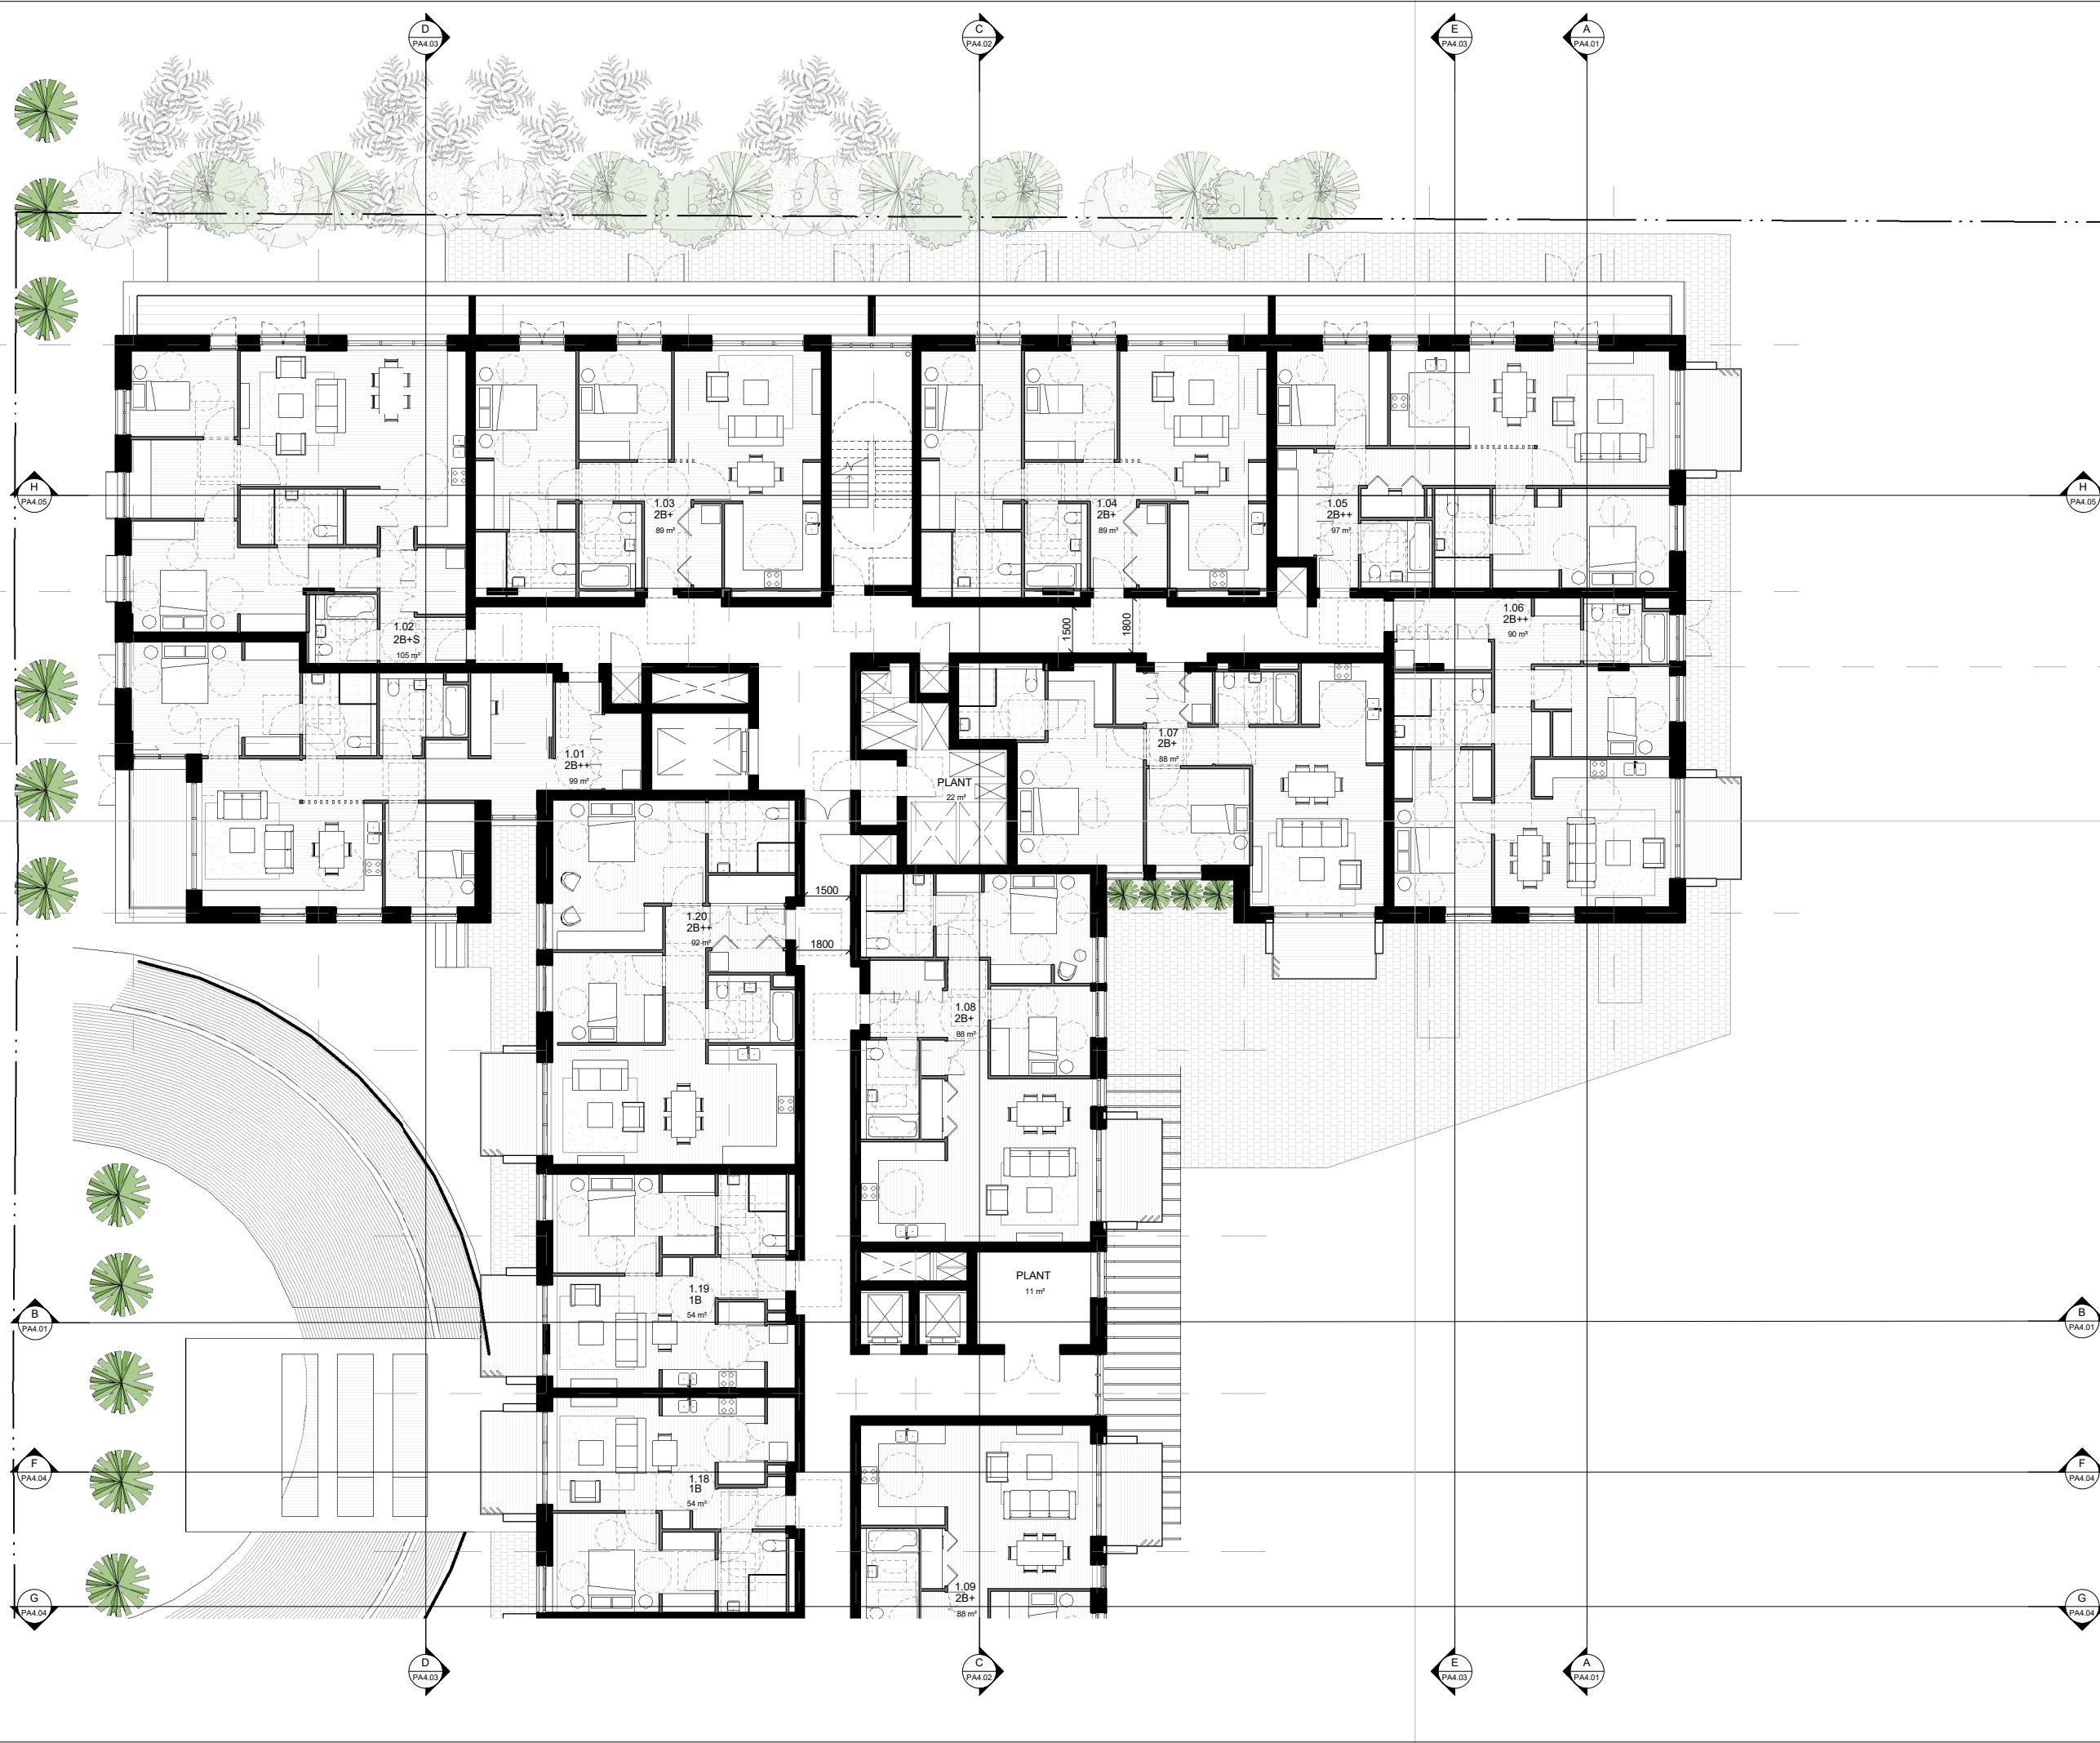 D
PA4.03
C
PA4.02
E
PA4.03
A
PA4.01
H
PA4.05
H
PA4.05
1.03
2B+
89 m²
1.04
2B+
89 m²
1.05
2B++
97 m²
1.02
2B+S
105 m²
1500
1800
1.06
2B++
90 m²
1.01
2B++
99 m²
1.07
2B+
88 m²
PLANT
22 m²
1500
1.20
2B++
92 m²
1800
1.08
2B+
88 m²
PLANT
11 m²
1.19
1B
54 m²
B
PA4.01
B
PA4.01
F
PA4.04
1.18
1B
54 m²
F
PA4.04
G
PA4.04
1.09
2B+
88 m²
G
PA4.04
D
PA4.03
C
PA4.02
E
PA4.03
A
PA4.01